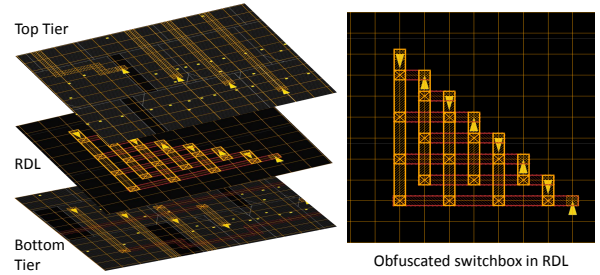 Top Tier
RDL
Bottom
Tier
Obfuscated switchbox in RDL